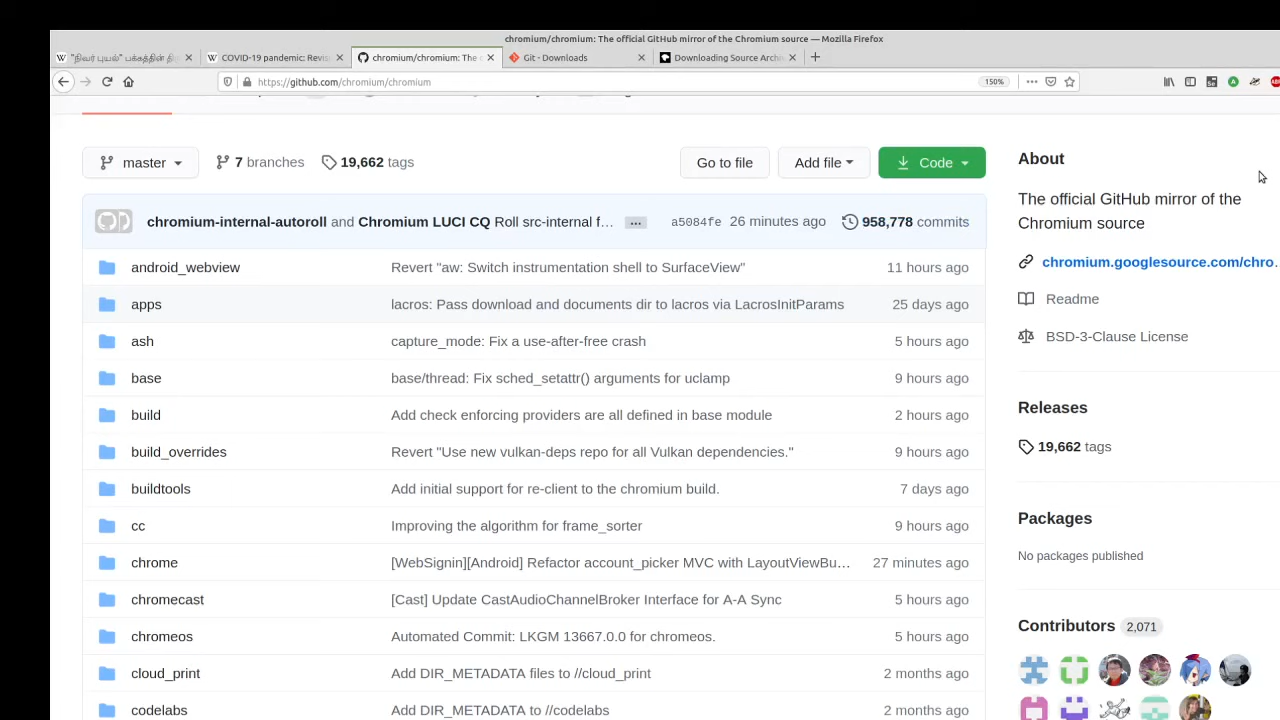 chromium/chromium: The official GitHub mirror of the Chromium source — Mozilla Firefox
"நிவர் புயல்" பக்கத்தின் தி
COVID-19 pandemic: Revis
chromium/chromium: The o
Git - Downloads
Downloading Source Archiv
https://github.com/chromium/chromium
150%
master
7 branches
19,662 tags
Go to file
Add file
Code
chromium-internal-autoroll and Chromium LUCI CQ Roll src-internal f…
a5084fe 26 minutes ago
958,778 commits
android_webview Revert "aw: Switch instrumentation shell to SurfaceView" 11 hours ago
apps lacros: Pass download and documents dir to lacros via LacrosInitParams 25 days ago
ash capture_mode: Fix a use-after-free crash 5 hours ago
base base/thread: Fix sched_setattr() arguments for uclamp 9 hours ago
build Add check enforcing providers are all defined in base module 2 hours ago
build_overrides Revert "Use new vulkan-deps repo for all Vulkan dependencies." 9 hours ago
buildtools Add initial support for re-client to the chromium build. 7 days ago
cc Improving the algorithm for frame_sorter 9 hours ago
chrome [WebSignin][Android] Refactor account_picker MVC with LayoutViewBu… 27 minutes ago
chromecast [Cast] Update CastAudioChannelBroker Interface for A-A Sync 5 hours ago
chromeos Automated Commit: LKGM 13667.0.0 for chromeos. 5 hours ago
cloud_print Add DIR_METADATA files to //cloud_print 2 months ago
codelabs Add DIR_METADATA to //codelabs 2 months ago
About
The official GitHub mirror of the
Chromium source
chromium.googlesource.com/chro.
Readme
BSD-3-Clause License
Releases
19,662 tags
Packages
No packages published
Contributors 2,071